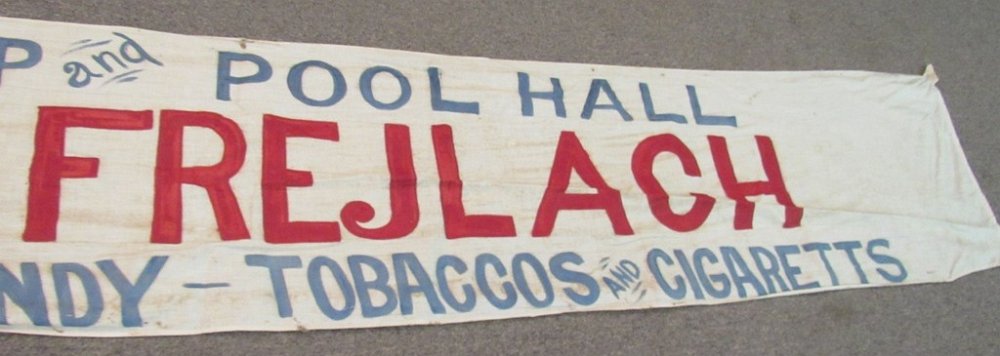 P and POOL HALL
FREJLACH
NDY - TOBACCOS AND CIGARETTS